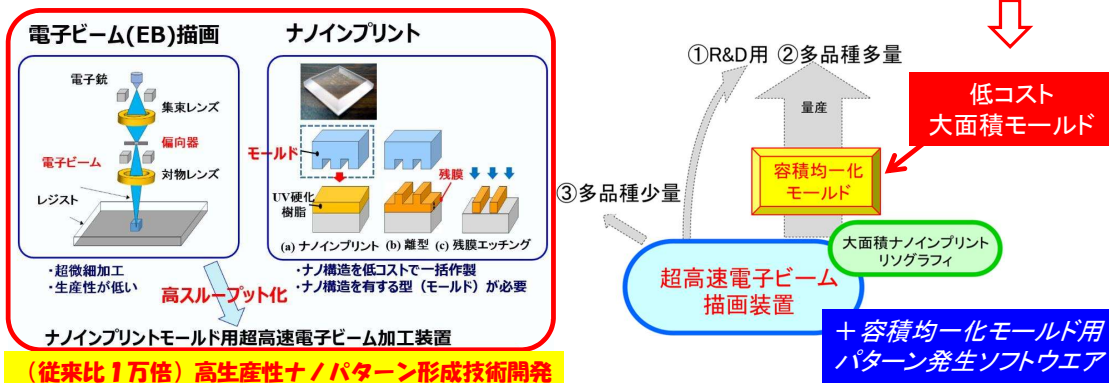 電子ビーム(EB)描画
電子銃
集束レンズ
偏向器
電子ビーム
対物レンズ
レジスト
・超微細加工
・生産性が低い
ナノインプリント
モールド
残膜
UV硬化
樹脂
(a) ナノインプリント (b) 離型 (c) 残膜エッチング
・ナノ構造を低コストで一括作製
・ナノ構造を有する型（モールド）が必要
高スループット化
ナノインプリントモールド用超高速電子ビーム加工装置
（従来比１万倍）高生産性ナノパターン形成技術開発
①R&D用 ②多品種多量
量産
低コスト
大面積モールド
容積均一化
モールド
③多品種少量
大面積ナノインプリント
リソグラフィ
超高速電子ビーム
描画装置
＋容積均一化モールド用
パターン発生ソフトウエア